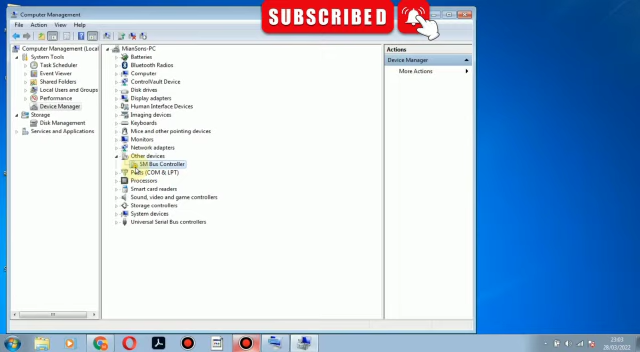 SUBSCRIBED
Computer Management
File Action View Help
Computer Management (Local
System Tools
Task Scheduler
Event Viewer
Shared Folders
Local Users and Groups
Performance
Device Manager
Storage
Disk Management
Services and Applications
MianSons-PC
Batteries
Bluetooth Radios
Computer
ControlVault Device
Disk drives
Display adapters
Human Interface Devices
Imaging devices
Keyboards
Mice and other pointing devices
Monitors
Network adapters
Other devices
SM Bus Controller
Ports (COM & LPT)
Processors
Smart card readers
Sound, video and game controllers
Storage controllers
System devices
Universal Serial Bus controllers
Actions
Device Manager
More Actions
23:03
28/03/2022